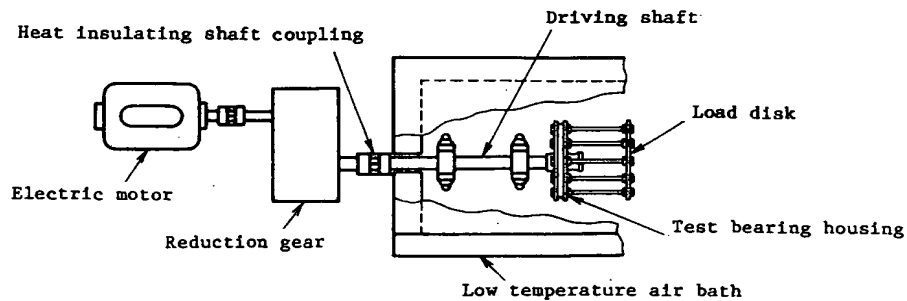 Driving shaft
Heat insulating shaft coupling
Load disk
Electric motor
Reduction gear
Test bearing housing
Low temperature air bath